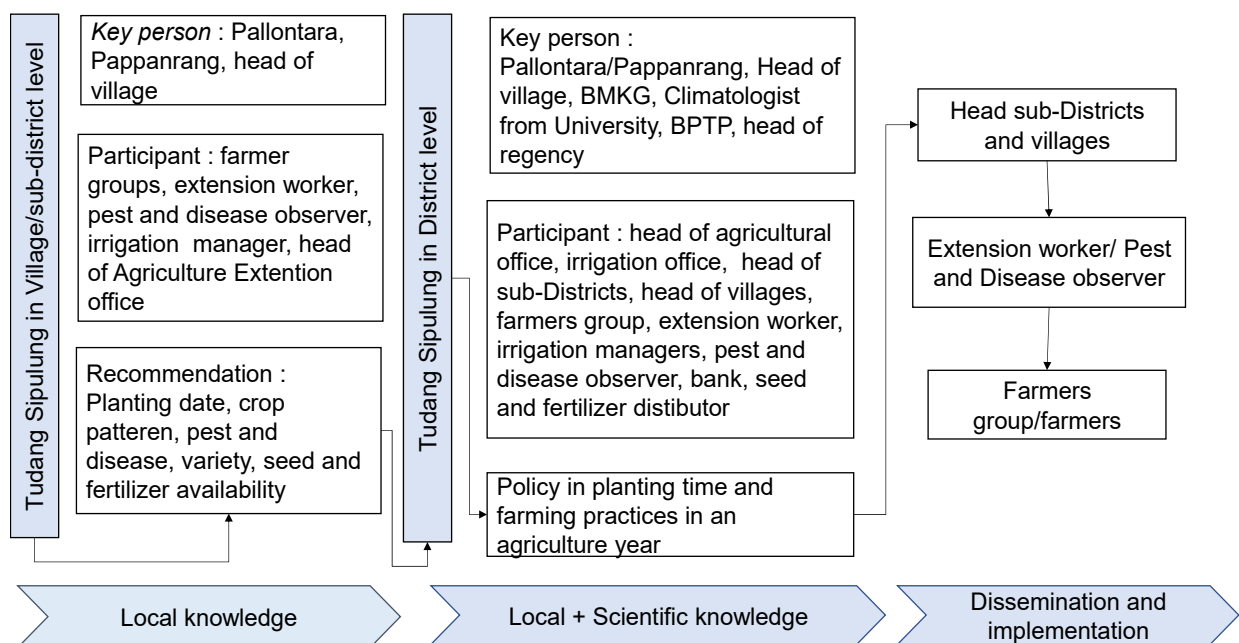 Tudang Sipulung in Village/sub-district level
Key person : Pallontara,
Pappanrang, head of
village
Participant : farmer
groups, extension worker,
pest and disease observer,
irrigation manager, head
of Agriculture Extention
office
Recommendation :
Planting date, crop
patteren, pest and
disease, variety, seed and
fertilizer availability
Tudang Sipulung in District level
Key person :
Pallontara/Pappanrang, Head of
village, BMKG, Climatologist
from University, BPTP, head of
regency
Participant : head of agricultural
office, irrigation office, head of
sub-Districts, head of villages,
farmers group, extension worker,
irrigation managers, pest and
disease observer, bank, seed
and fertilizer distibutor
Policy in planting time and
farming practices in an
agriculture year
Head sub-Districts
and villages
Extension worker/ Pest
and Disease observer
Farmers
group/farmers
Local knowledge
Local + Scientific knowledge
Dissemination and
implementation